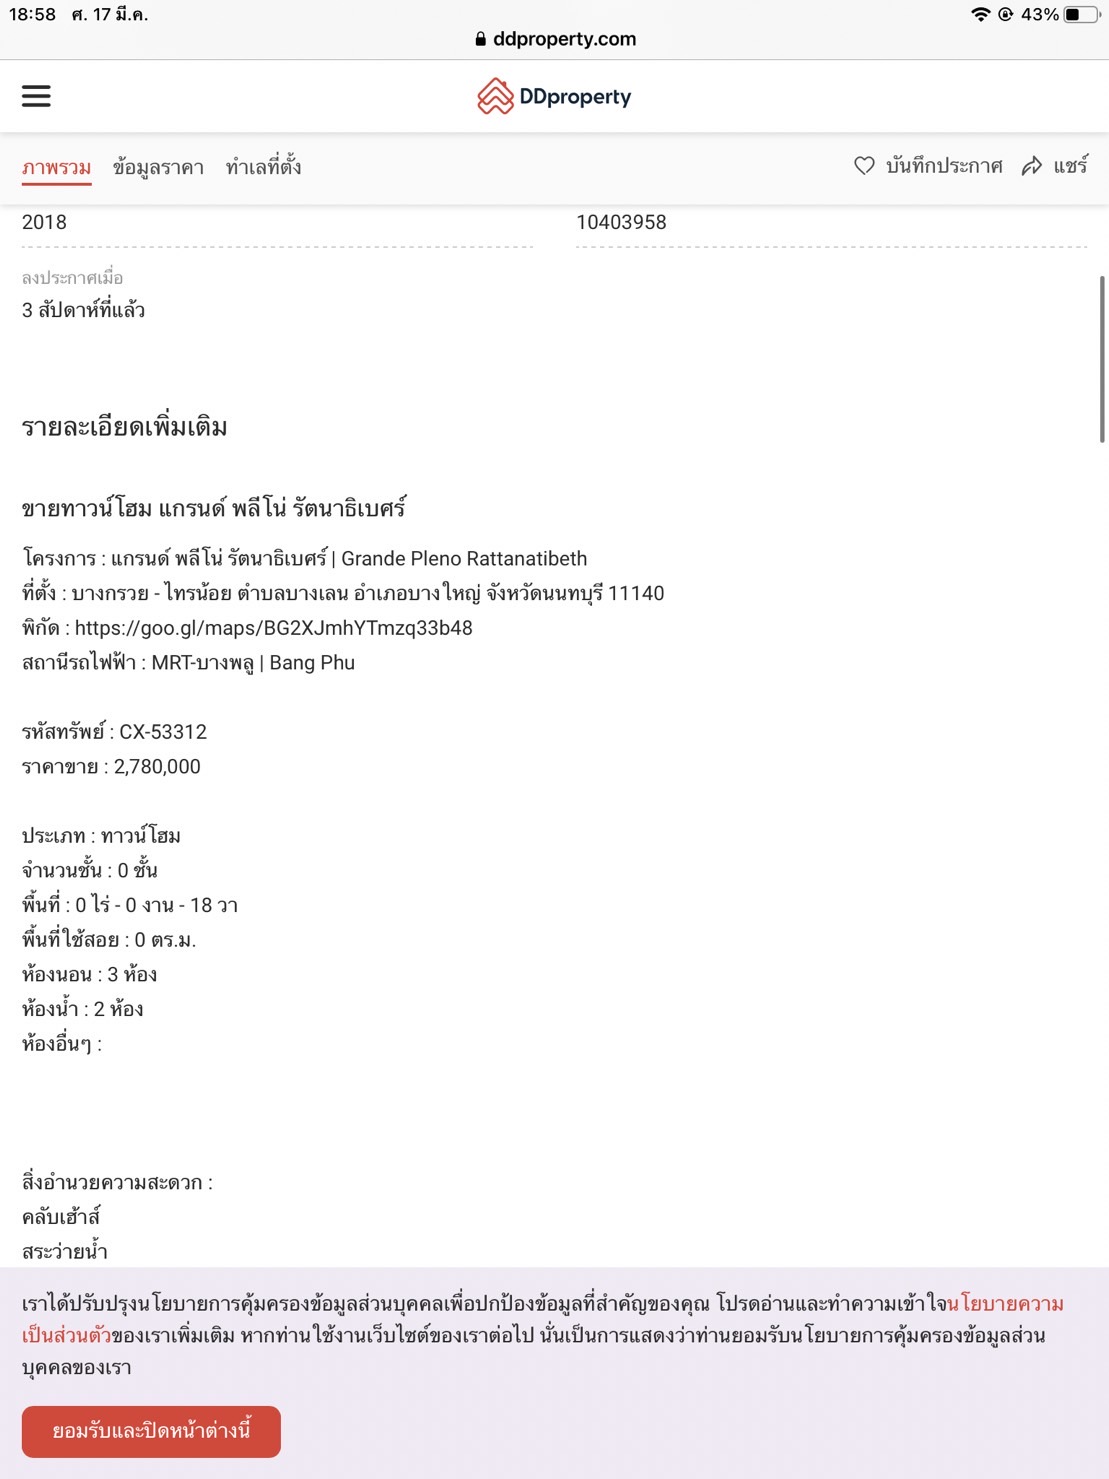 18:58 ศ. 17 มี.ค.
43%
ddproperty.com
DDproperty
ภาพรวม ข้อมูลราคา ทำเลที่ตั้ง
บันทึกประกาศ แชร์
2018
10403958
ลงประกาศเมื่อ
3 สัปดาห์ที่แล้ว
รายละเอียดเพิ่มเติม
ขายทาวน์โฮม แกรนด์ พลีโน่ รัตนาธิเบศร์
โครงการ : แกรนด์ พลีโน่ รัตนาธิเบศร์ | Grande Pleno Rattanatibeth
ที่ตั้ง : บางกรวย - ไทรน้อย ตำบลบางเลน อำเภอบางใหญ่ จังหวัดนนทบุรี 11140
พิกัด : https://goo.gl/maps/BG2XJmhYTmzq33b48
สถานีรถไฟฟ้า : MRT-บางพลู | Bang Phu
รหัสทรัพย์ : CX-53312
ราคาขาย : 2,780,000
ประเภท : ทาวน์โฮม
จำนวนชั้น : 0 ชั้น
พื้นที่ : 0 ไร่ - 0 งาน - 18 วา
พื้นที่ใช้สอย : 0 ตร.ม.
ห้องนอน : 3 ห้อง
ห้องน้ำ : 2 ห้อง
ห้องอื่นๆ :
สิ่งอำนวยความสะดวก :
คลับเฮ้าส์
สระว่ายน้ำ
เราได้ปรับปรุงนโยบายการคุ้มครองข้อมูลส่วนบุคคลเพื่อปกป้องข้อมูลที่สำคัญของคุณ โปรดอ่านและทำความเข้าใจนโยบายความ
เป็นส่วนตัวของเราเพิ่มเติม หากท่านใช้งานเว็บไซต์ของเราต่อไป นั่นเป็นการแสดงว่าท่านยอมรับนโยบายการคุ้มครองข้อมูลส่วน
บุคคลของเรา
ยอมรับและปิดหน้าต่างนี้